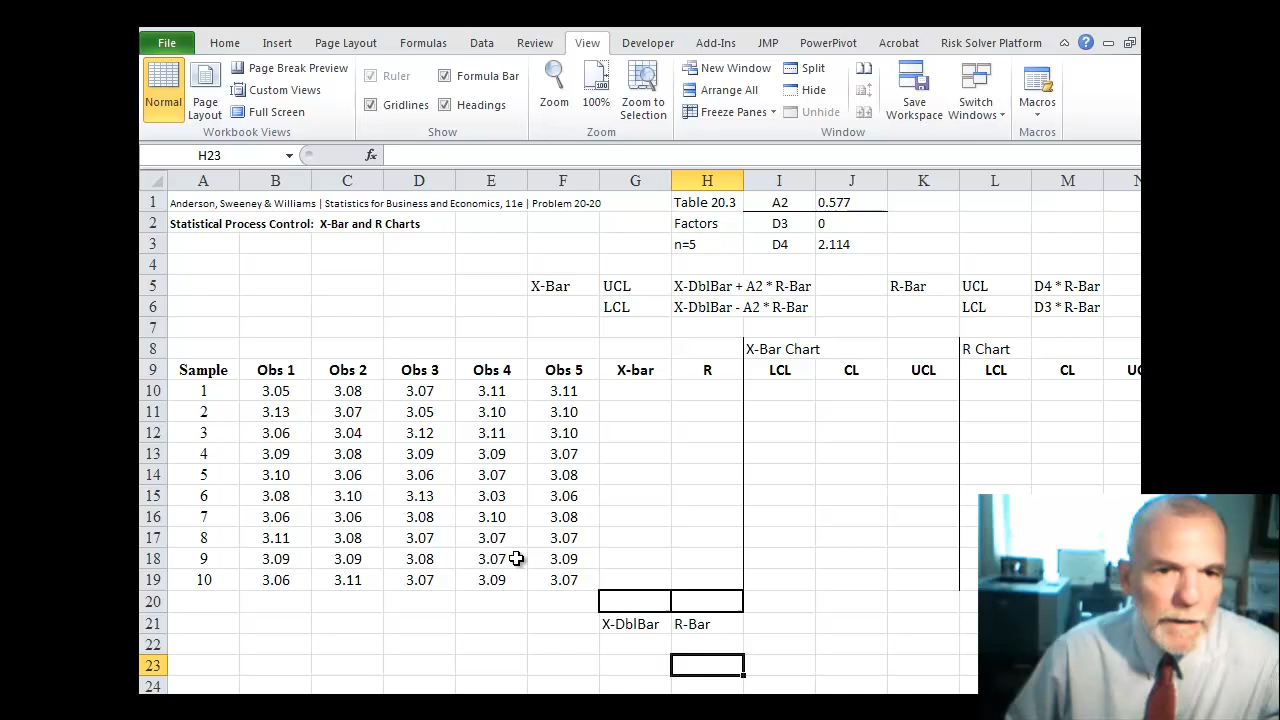 File Home Insert Page Layout Formulas Data Review View Developer Add-Ins JMP PowerPivot Acrobat Risk Solver Platform
Normal
Page Layout
Page Break Preview
Custom Views
Full Screen
Workbook Views
Ruler Formula Bar
Gridlines Headings
Show
Zoom
100%
Zoom to Selection
Zoom
New Window
Arrange All
Freeze Panes
Split
Hide
Unhide
Save Workspace
Switch Windows
Window
Macros
Macros
H23 fx
A B C D E F G H I J K L M N
1 Anderson, Sweeney & Williams | Statistics for Business and Economics, 11e | Problem 20-20 Table 20.3 A2 0.577
2 Statistical Process Control: X-Bar and R Charts Factors D3 0
3 n=5 D4 2.114
4
5 X-Bar UCL X-DblBar + A2 * R-Bar R-Bar UCL D4 * R-Bar
6 LCL X-DblBar - A2 * R-Bar LCL D3 * R-Bar
7
8 X-Bar Chart R Chart
9 Sample Obs 1 Obs 2 Obs 3 Obs 4 Obs 5 X-bar R LCL CL UCL LCL CL UC
10 1 3.05 3.08 3.07 3.11 3.11
11 2 3.13 3.07 3.05 3.10 3.10
12 3 3.06 3.04 3.12 3.11 3.10
13 4 3.09 3.08 3.09 3.09 3.07
14 5 3.10 3.06 3.06 3.07 3.08
15 6 3.08 3.10 3.13 3.03 3.06
16 7 3.06 3.06 3.08 3.10 3.08
17 8 3.11 3.08 3.07 3.07 3.07
18 9 3.09 3.09 3.08 3.07 3.09
19 10 3.06 3.11 3.07 3.09 3.07
20
21 X-DblBar R-Bar
22
23
24